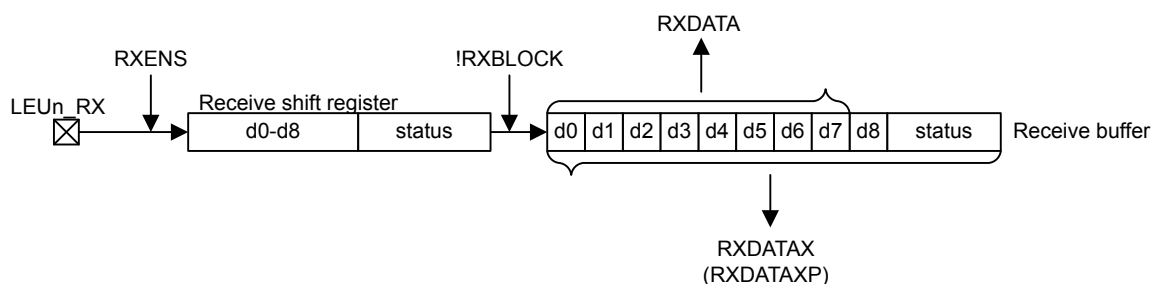 RXDATA
RXENS
!RXBLOCK
LEUn_RX
Receive shift register
d0-d8 status
d0 d1 d2 d3 d4 d5 d6 d7 d8 status
Receive buffer
RXDATAX
(RXDATAXP)